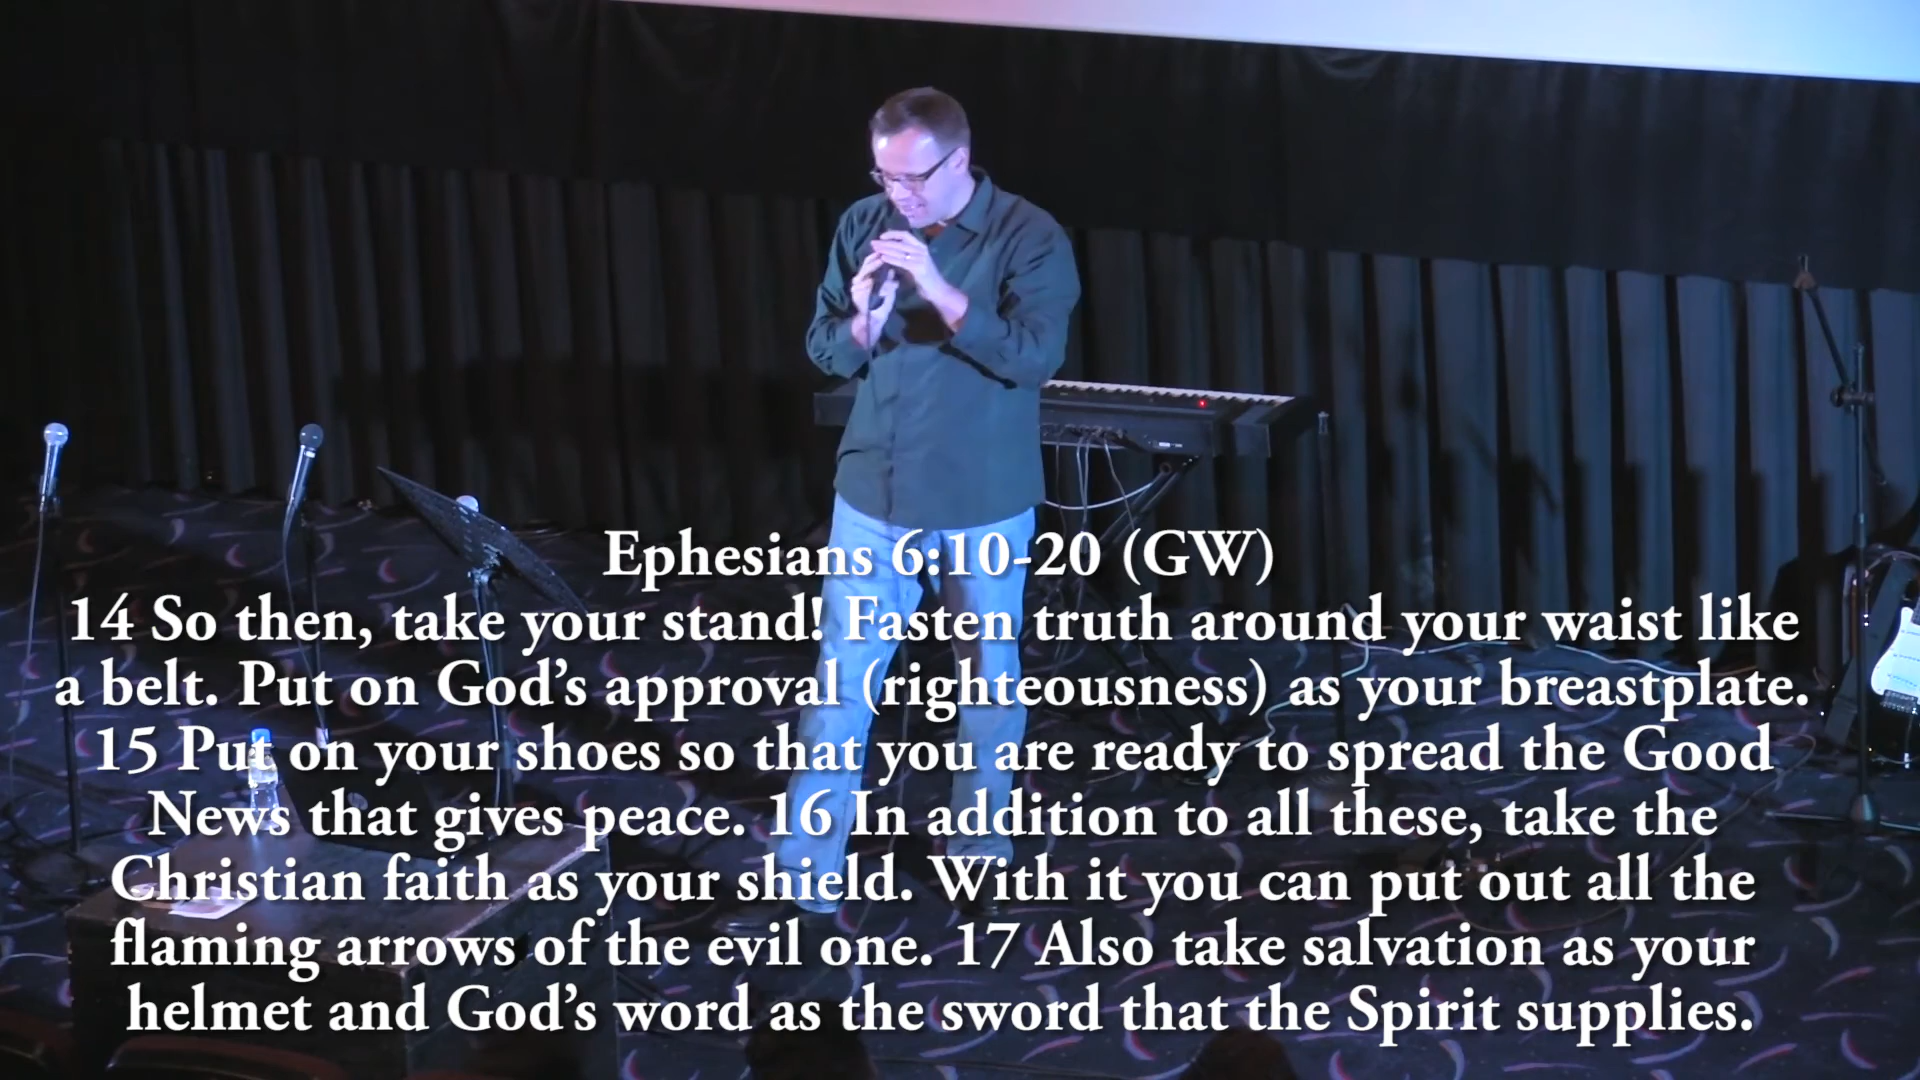 Ephesians 6:10-20 (GW)
14 So then, take your stand! Fasten truth around your waist like
a belt. Put on God’s approval (righteousness) as your breastplate.
15 Put on your shoes so that you are ready to spread the Good
News that gives peace. 16 In addition to all these, take the
Christian faith as your shield. With it you can put out all the
flaming arrows of the evil one. 17 Also take salvation as your
helmet and God’s word as the sword that the Spirit supplies.